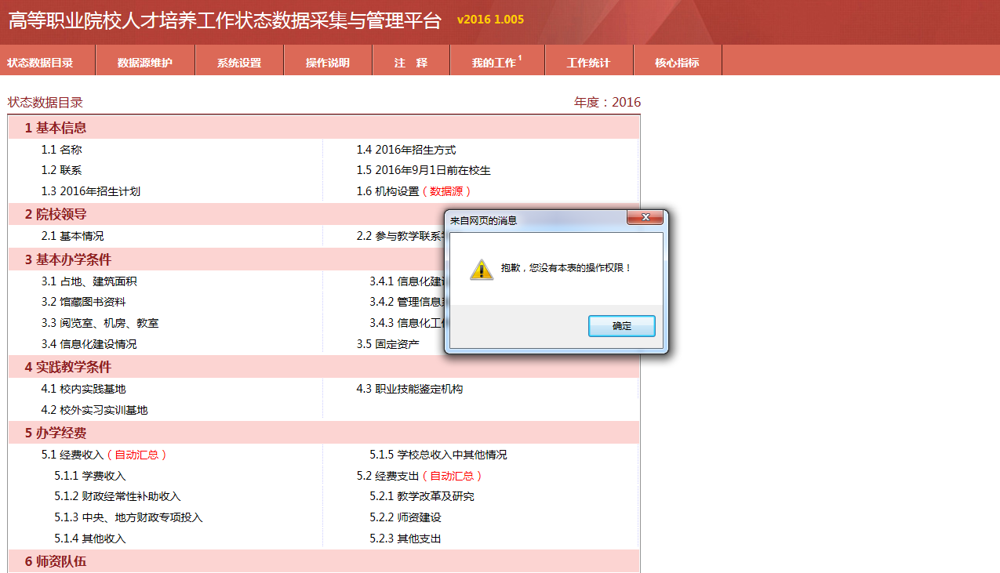 高等职业院校人才培养工作状态数据采集与管理平台 v2016 1.005
状态数据目录 数据源维护 系统设置 操作说明 注 释 我的工作1 工作统计 核心指标
状态数据目录 年度：2016
1 基本信息
1.1 名称 1.4 2016年招生方式
1.2 联系 1.5 2016年9月1日前在校生
1.3 2016年招生计划 1.6 机构设置（数据源）
2 院校领导
2.1 基本情况 2.2 参与教学联系
3 基本办学条件
3.1 占地、建筑面积 3.4.1 信息化建
3.2 馆藏图书资料 3.4.2 管理信息
3.3 阅览室、机房、教室 3.4.3 信息化工
3.4 信息化建设情况 3.5 固定资产
来自网页的消息
抱歉，您没有本表的操作权限！
确定
4 实践教学条件
4.1 校内实践基地 4.3 职业技能鉴定机构
4.2 校外实习实训基地
5 办学经费
5.1 经费收入（自动汇总） 5.1.5 学校总收入中其他情况
5.1.1 学费收入 5.2 经费支出（自动汇总）
5.1.2 财政经常性补助收入 5.2.1 教学改革及研究
5.1.3 中央、地方财政专项投入 5.2.2 师资建设
5.1.4 其他收入 5.2.3 其他支出
6 师资队伍